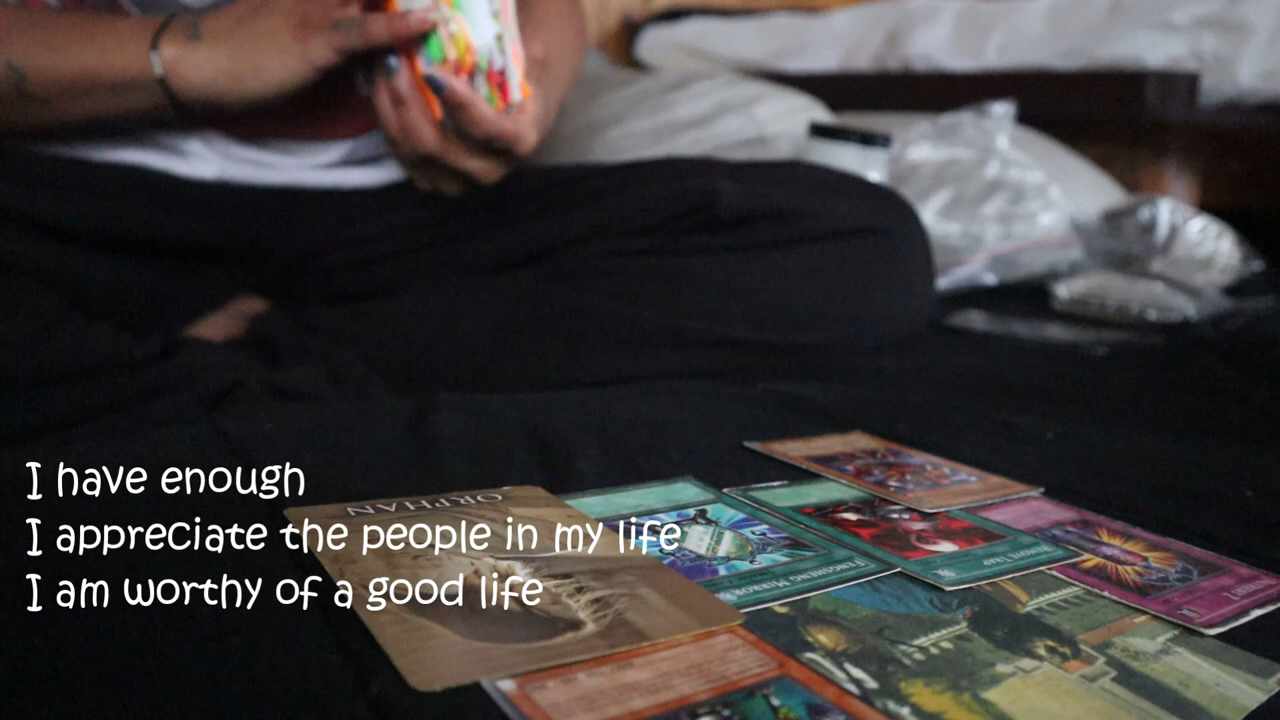 I have enough
I appreciate the people in my life
I am worthy of a good life
ORPHAN